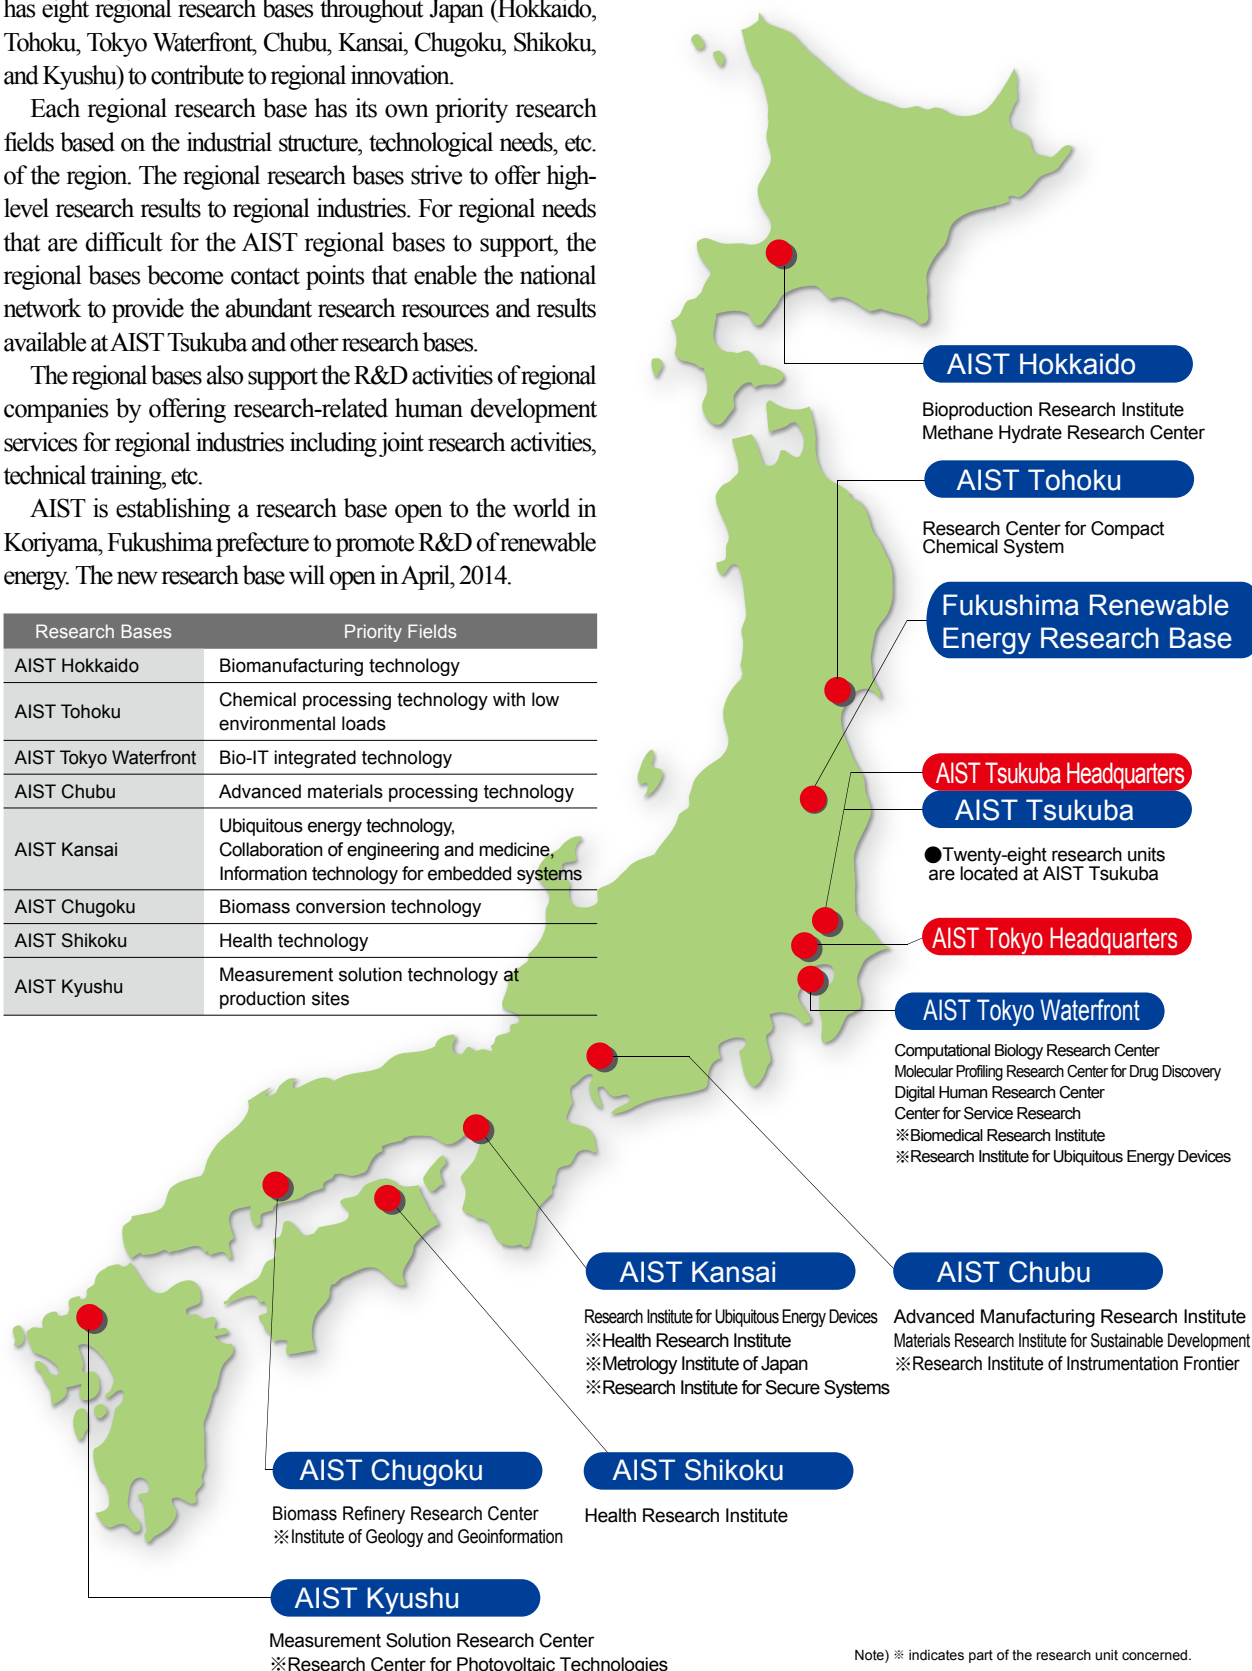 has eight regional research bases throughout Japan (Hokkaido,
Tohoku, Tokyo Waterfront, Chubu, Kansai, Chugoku, Shikoku,
and Kyushu) to contribute to regional innovation.
Each regional research base has its own priority research
fields based on the industrial structure, technological needs, etc.
of the region. The regional research bases strive to offer high-
level research results to regional industries. For regional needs
that are difficult for the AIST regional bases to support, the
regional bases become contact points that enable the national
network to provide the abundant research resources and results
available at AIST Tsukuba and other research bases.
The regional bases also support the R&D activities of regional
companies by offering research-related human development
services for regional industries including joint research activities,
technical training, etc.
AIST is establishing a research base open to the world in
Koriyama, Fukushima prefecture to promote R&D of renewable
energy. The new research base will open in April, 2014.
Research Bases Priority Fields
AIST Hokkaido Biomanufacturing technology
AIST Tohoku Chemical processing technology with low
environmental loads
AIST Tokyo Waterfront Bio-IT integrated technology
AIST Chubu Advanced materials processing technology
AIST Kansai Ubiquitous energy technology,
Collaboration of engineering and medicine,
Information technology for embedded systems
AIST Chugoku Biomass conversion technology
AIST Shikoku Health technology
AIST Kyushu Measurement solution technology at
production sites
AIST Hokkaido
Bioproduction Research Institute
Methane Hydrate Research Center
AIST Tohoku
Research Center for Compact
Chemical System
Fukushima Renewable
Energy Research Base
AIST Tsukuba Headquarters
AIST Tsukuba
●Twenty-eight research units
are located at AIST Tsukuba
AIST Tokyo Headquarters
AIST Tokyo Waterfront
Computational Biology Research Center
Molecular Profiling Research Center for Drug Discovery
Digital Human Research Center
Center for Service Research
※Biomedical Research Institute
※Research Institute for Ubiquitous Energy Devices
AIST Kansai
Research Institute for Ubiquitous Energy Devices
※Health Research Institute
※Metrology Institute of Japan
※Research Institute for Secure Systems
AIST Chubu
Advanced Manufacturing Research Institute
Materials Research Institute for Sustainable Development
※Research Institute of Instrumentation Frontier
AIST Chugoku
Biomass Refinery Research Center
※Institute of Geology and Geoinformation
AIST Shikoku
Health Research Institute
AIST Kyushu
Measurement Solution Research Center
※Research Center for Photovoltaic Technologies
Note) ※ indicates part of the research unit concerned.